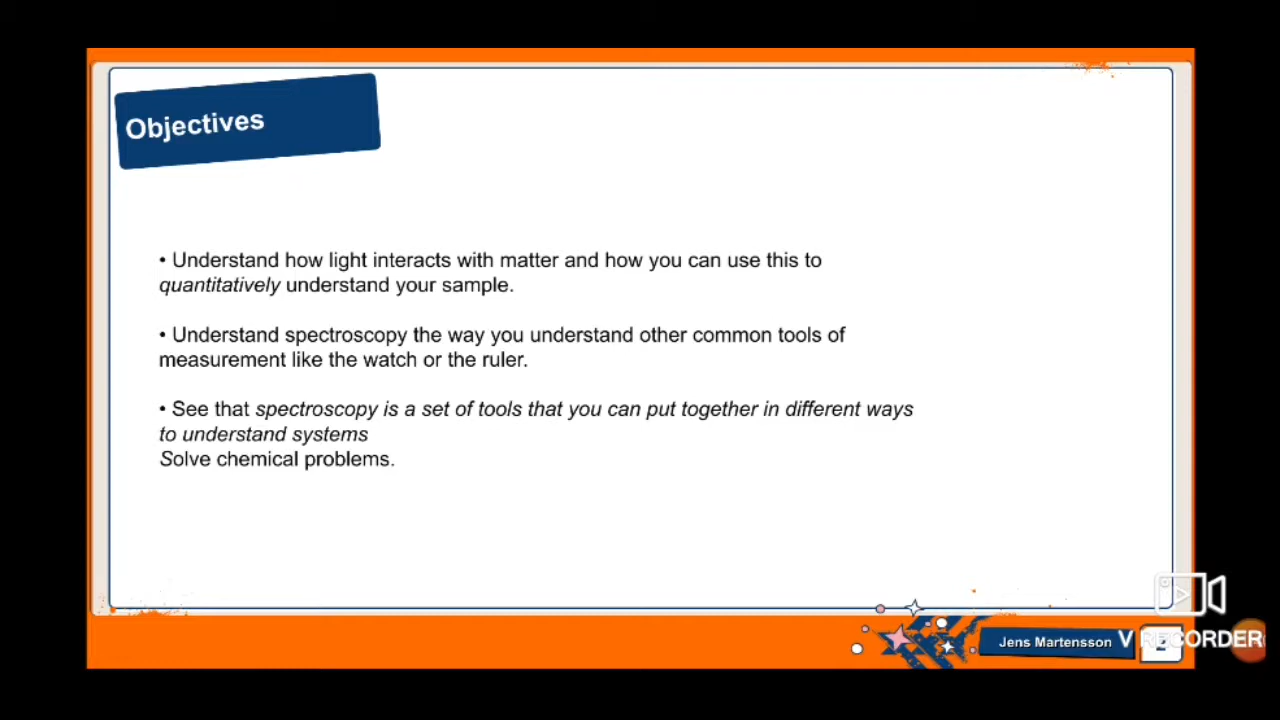 Objectives
• Understand how light interacts with matter and how you can use this to
quantitatively understand your sample.
• Understand spectroscopy the way you understand other common tools of
measurement like the watch or the ruler.
• See that spectroscopy is a set of tools that you can put together in different ways
to understand systems
Solve chemical problems.
Jens Martensson
V RECORDER